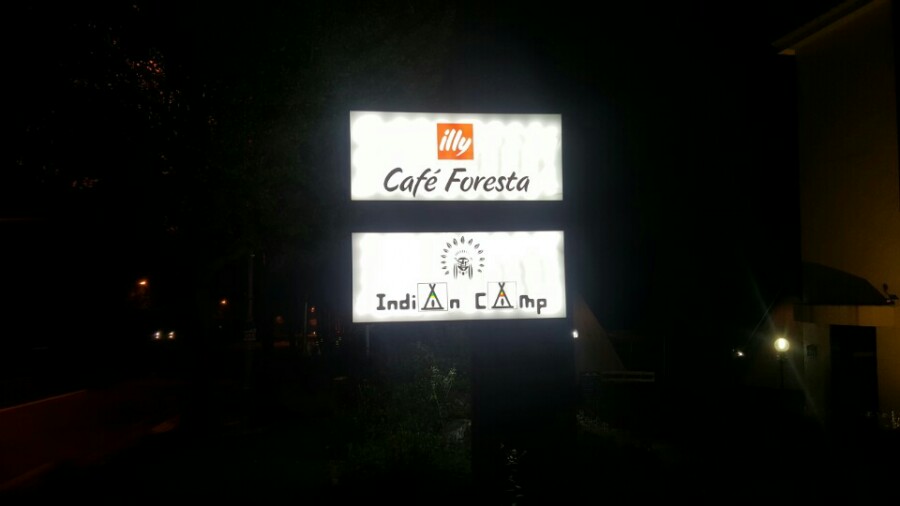 illy
Café Foresta
Indian Camp